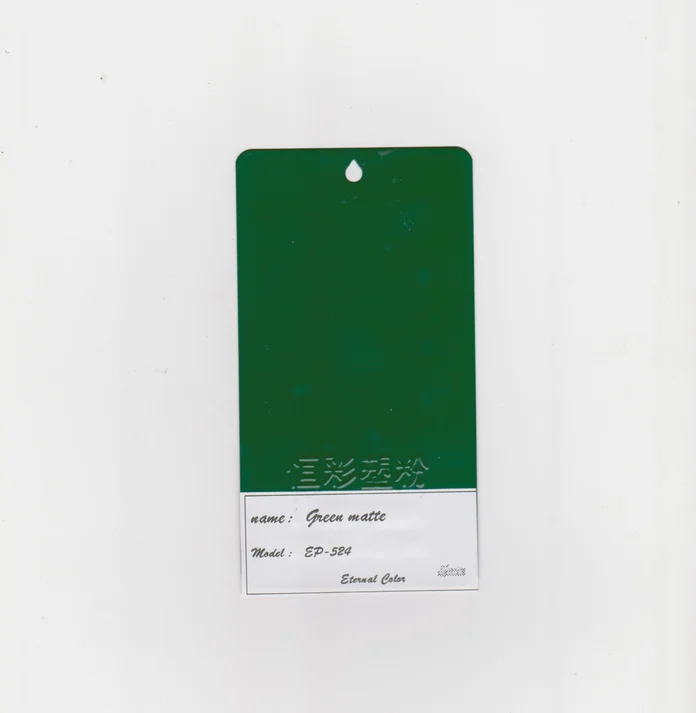 恒彩塑粉
name: Green matte
Model: EP-524
Eternal Color